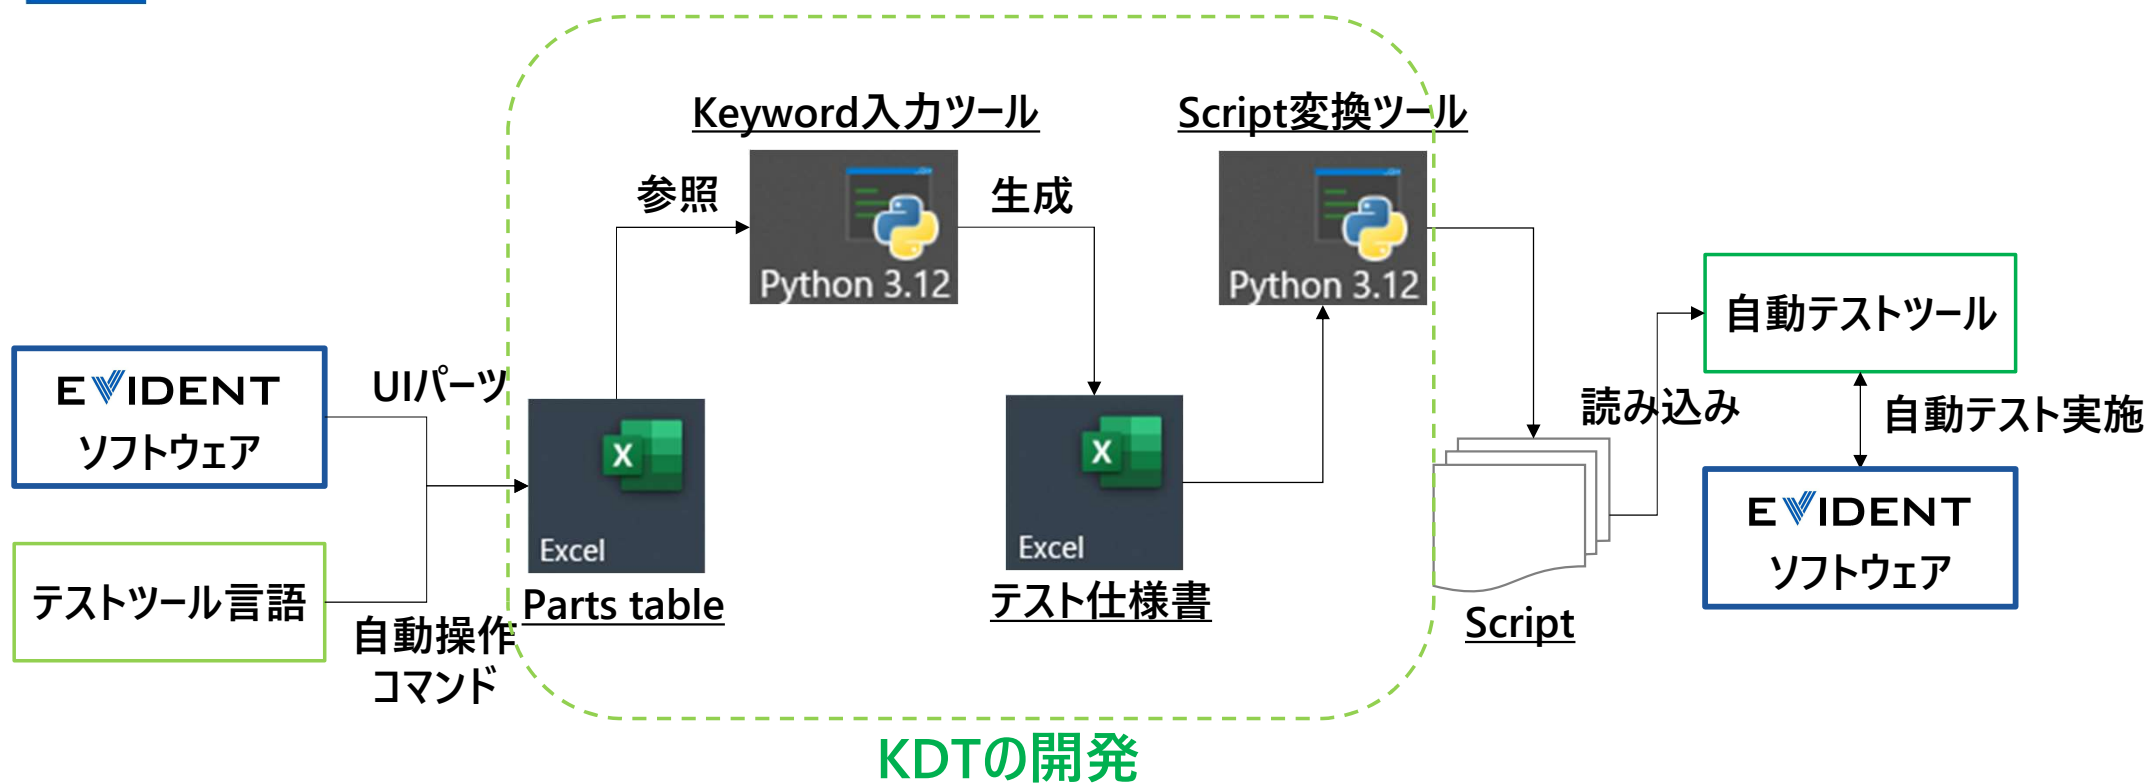 Keyword入力ツール
Script変換ツール
参照
生成
Python 3.12
Python 3.12
自動テストツール
EVIDENT
ソフトウェア
UIパーツ
読み込み
自動テスト実施
X
Excel
X
Excel
EVIDENT
ソフトウェア
テストツール言語
自動操作
コマンド
Parts table
テスト仕様書
Script
KDTの開発